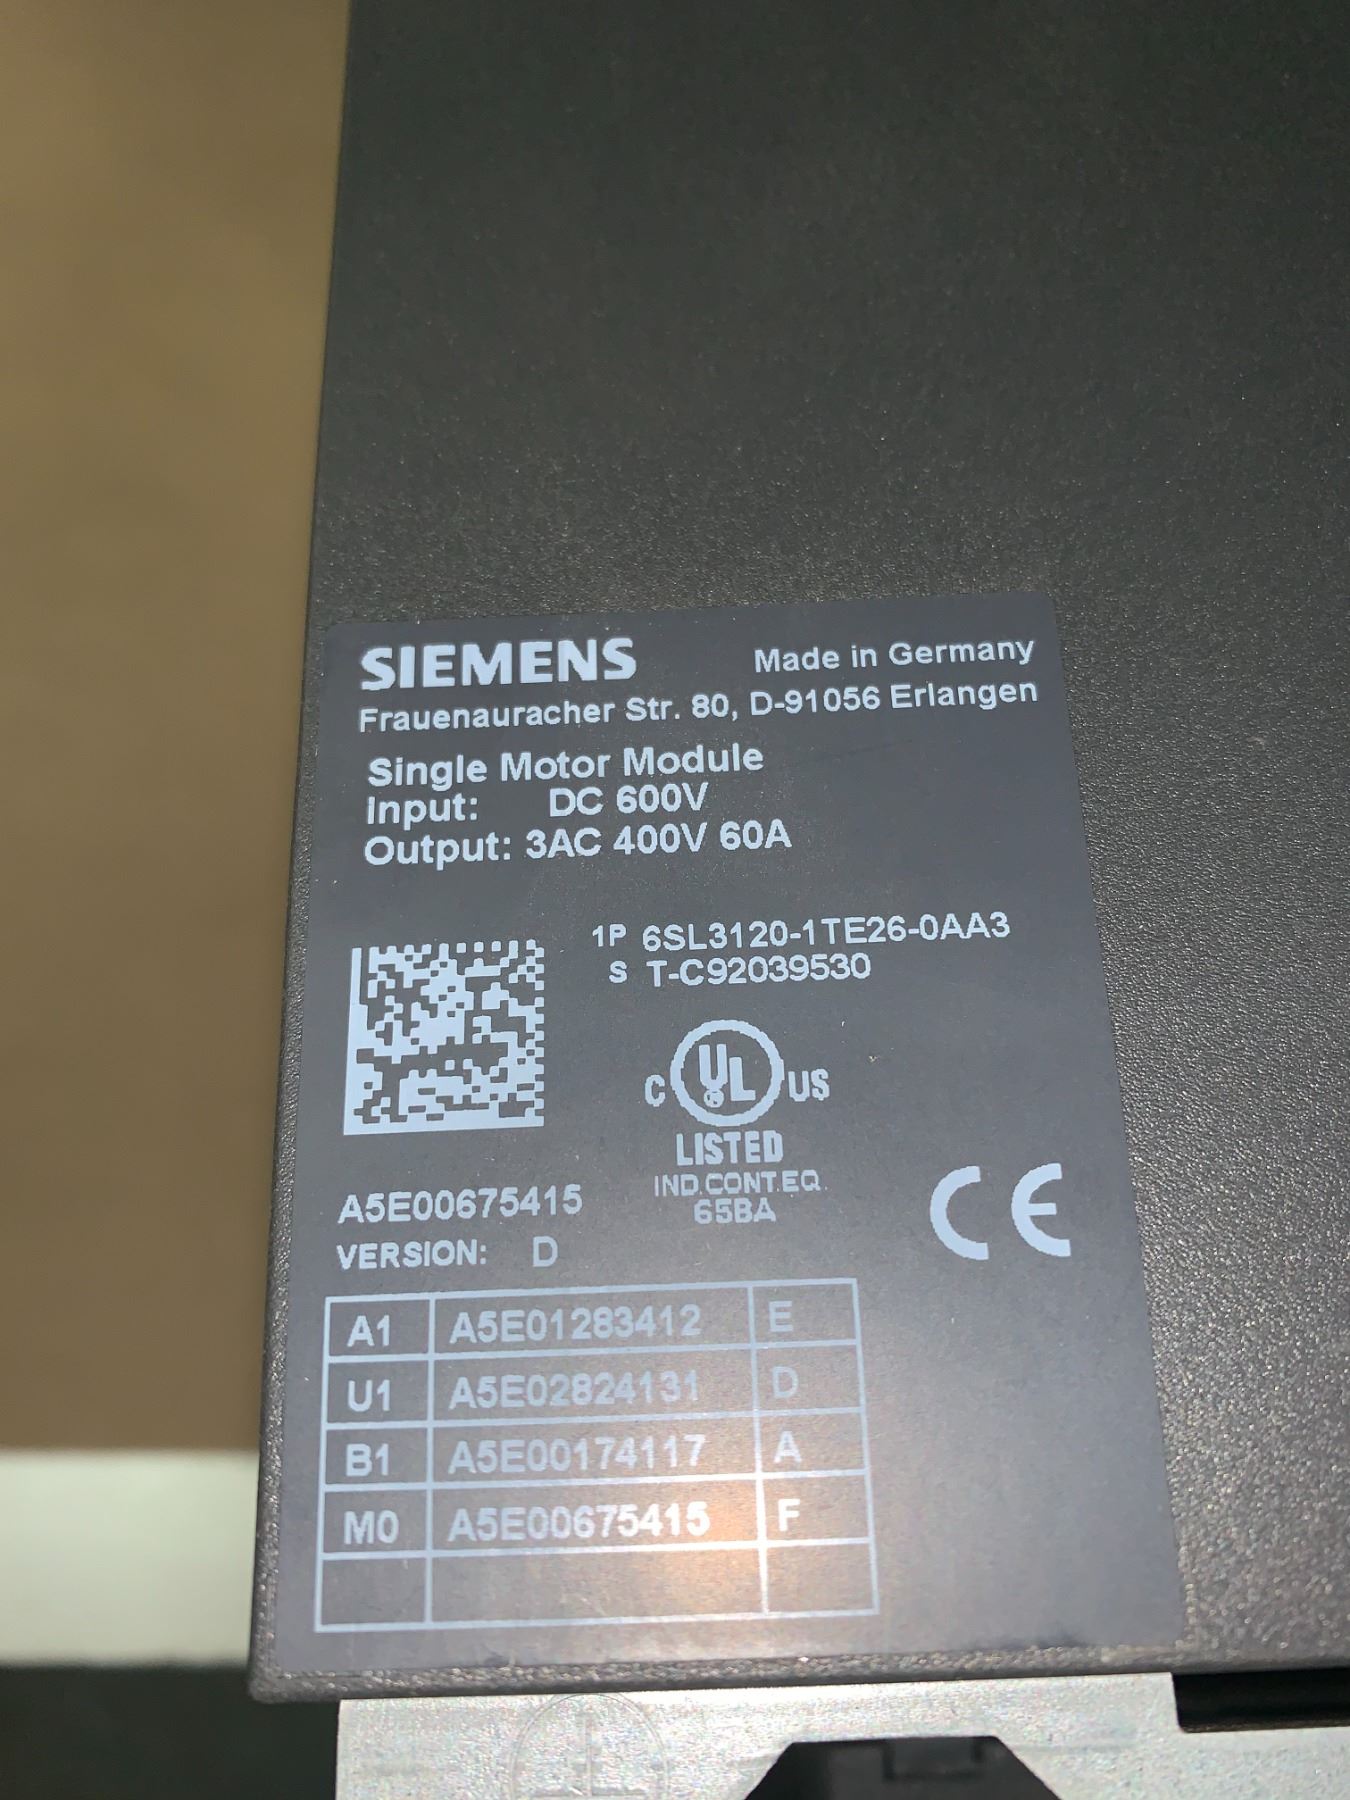 SIEMENS Made in Germany
Frauenauracher Str. 80, D-91056 Erlangen
Single Motor Module
Input: DC 600V
Output: 3AC 400V 60A
1P 6SL3120-1TE26-0AA3
S T-C92039530
C UL US
LISTED
IND.CONT.EQ.
65BA
CE
A5E00675415
VERSION: D
A1 A5E01283412 E
U1 A5E02824131 D
B1 A5E00174117 A
M0 A5E00675415 F